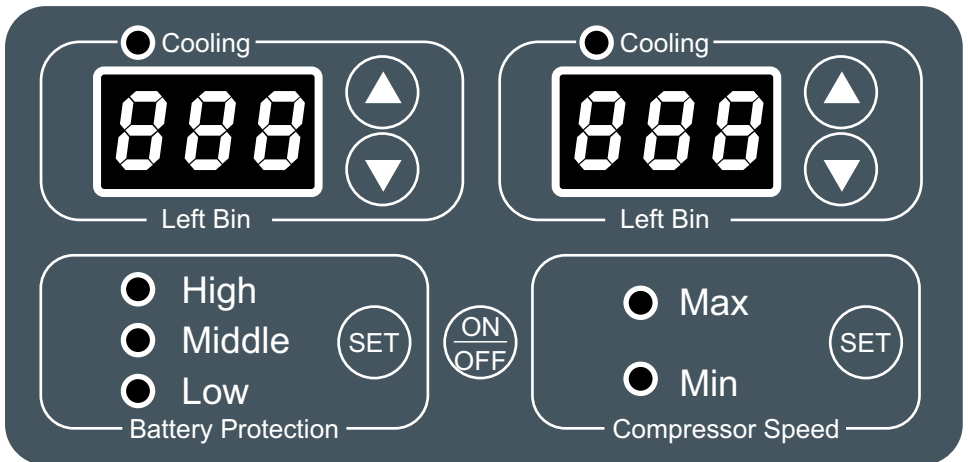 Cooling
888
Left Bin
Cooling
888
Left Bin
High
Middle
Low
SET
Battery Protection
ON
OFF
Max
Min
SET
Compressor Speed